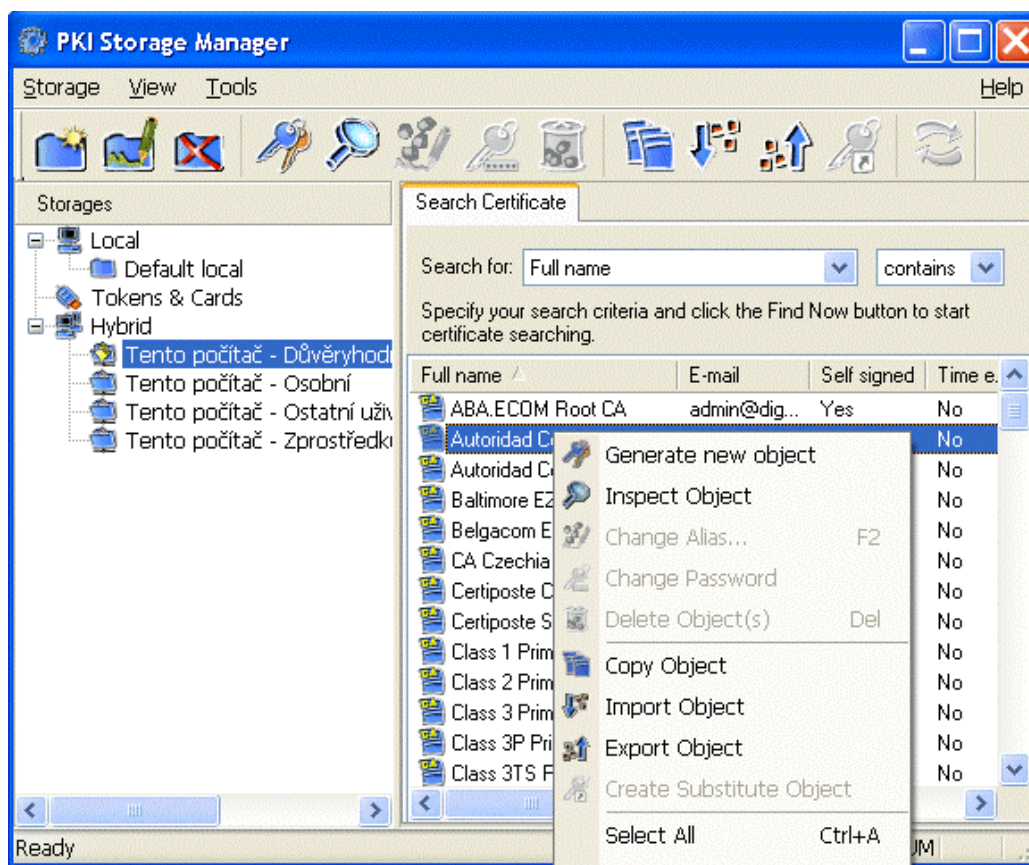 PKI Storage Manager
Storage View Tools Help
Storages
Search Certificate
Local
Default local
Tokens & Cards
Hybrid
Tento počítač - Důvěryhodn
Tento počítač - Osobní
Tento počítač - Ostatní uživ
Tento počítač - Zprostředku
Search for: Full name contains
Specify your search criteria and click the Find Now button to start
certificate searching.
Full name E-mail Self signed Time e.
ABA.ECOM Root CA admin@dig... Yes No
Autoridad Ce No
Autoridad Ce No
Baltimore EZ No
Belgacom E No
CA Czechia No
Certiposte C No
Certiposte S No
Class 1 Prim No
Class 2 Prim No
Class 3 Prim No
Class 3P Pri No
Class 3TS F No
Generate new object
Inspect Object
Change Alias... F2
Change Password
Delete Object(s) Del
Copy Object
Import Object
Export Object
Create Substitute Object
Select All Ctrl+A
Ready UM